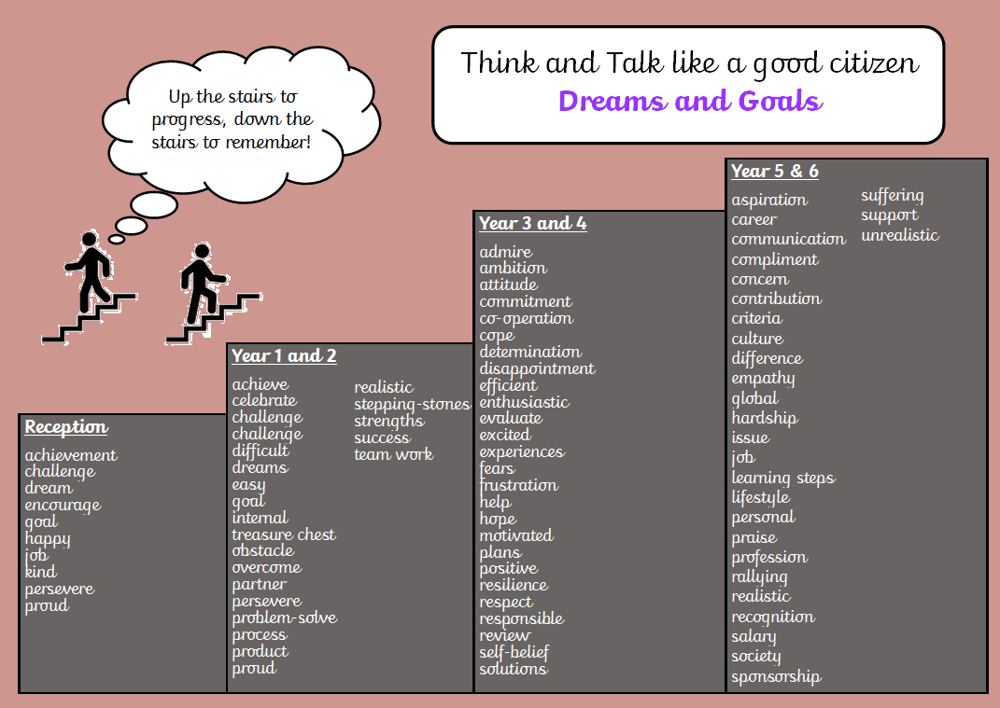 Think and Talk like a good citizen
Dreams and Goals
Up the stairs to
progress, down the
stairs to remember!
Reception
achievement
challenge
dream
encourage
goal
happy
job
kind
persevere
proud
Year 1 and 2
achieve
celebrate
challenge
challenge
difficult
dreams
easy
goal
internal
treasure chest
obstacle
overcome
partner
persevere
problem-solve
process
product
proud
realistic
stepping-stones
strengths
success
team work
Year 3 and 4
admire
ambition
attitude
commitment
co-operation
cope
determination
disappointment
efficient
enthusiastic
evaluate
excited
experiences
fears
frustration
help
hope
motivated
plans
positive
resilience
respect
responsible
review
self-belief
solutions
Year 5 & 6
aspiration
career
communication
compliment
concern
contribution
criteria
culture
difference
empathy
global
hardship
issue
job
learning steps
lifestyle
personal
praise
profession
rallying
realistic
recognition
salary
society
sponsorship
suffering
support
unrealistic